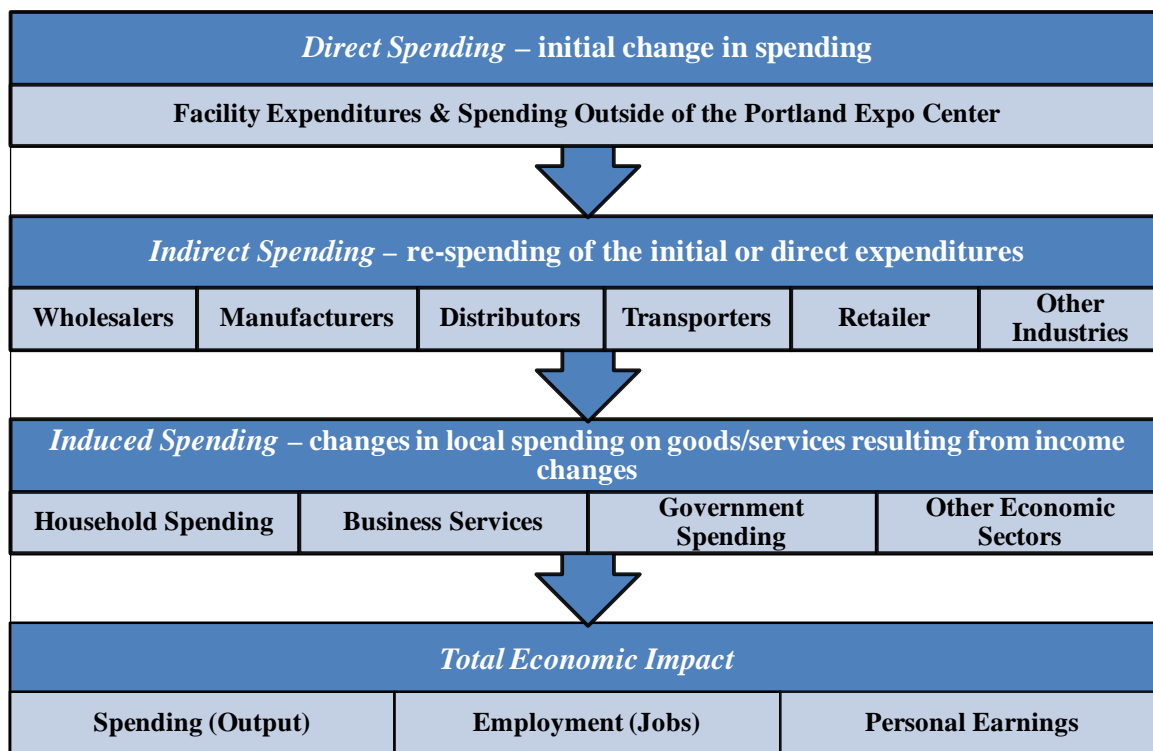 Direct Spending – initial change in spending
Facility Expenditures & Spending Outside of the Portland Expo Center
Indirect Spending – re-spending of the initial or direct expenditures
Wholesalers
Manufacturers
Distributors
Transporters
Retailer
Other
Industries
Induced Spending – changes in local spending on goods/services resulting from income
changes
Household Spending
Business Services
Government
Spending
Other Economic
Sectors
Total Economic Impact
Spending (Output)
Employment (Jobs)
Personal Earnings